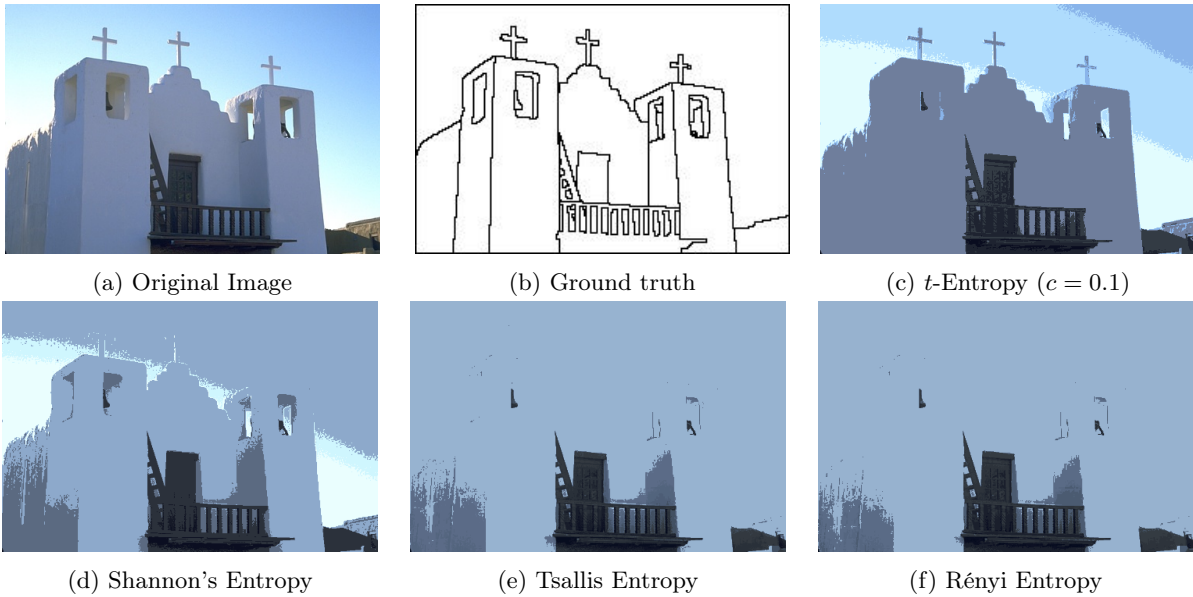 (a) Original Image
(b) Ground truth
(c) t-Entropy (c = 0.1)
(d) Shannon's Entropy
(e) Tsallis Entropy
(f) Rényi Entropy